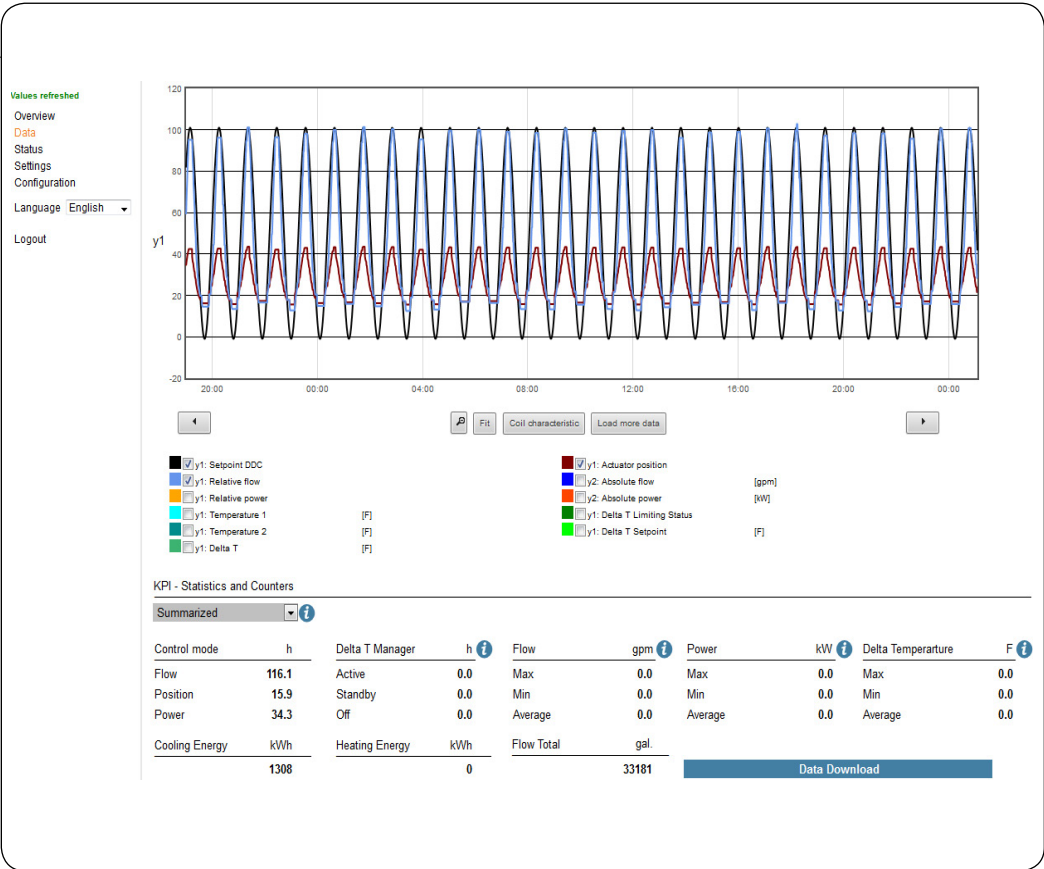 Values refreshed
Overview
Data
Status
Settings
Configuration
Language English
Logout
y1
120
100
80
60
40
20
0
-20
20:00 00:00 04:00 08:00 12:00 16:00 20:00 00:00
Fit Coil characteristic Load more data
y1: Setpoint DDC y1: Actuator position
y1: Relative flow y2: Absolute flow [gpm]
y1: Relative power y2: Absolute power [kW]
y1: Temperature 1 [F] y1: Delta T Limiting Status
y1: Temperature 2 [F] y1: Delta T Setpoint [F]
y1: Delta T [F]
KPI - Statistics and Counters
Summarized i
Control mode h Delta T Manager h i Flow gpm i Power kW i Delta Temperarture F i
Flow 116.1 Active 0.0 Max 0.0 Max 0.0 Max 0.0
Position 15.9 Standby 0.0 Min 0.0 Min 0.0 Min 0.0
Power 34.3 Off 0.0 Average 0.0 Average 0.0 Average 0.0
Cooling Energy kWh Heating Energy kWh Flow Total gal.
1308 0 33181 Data Download